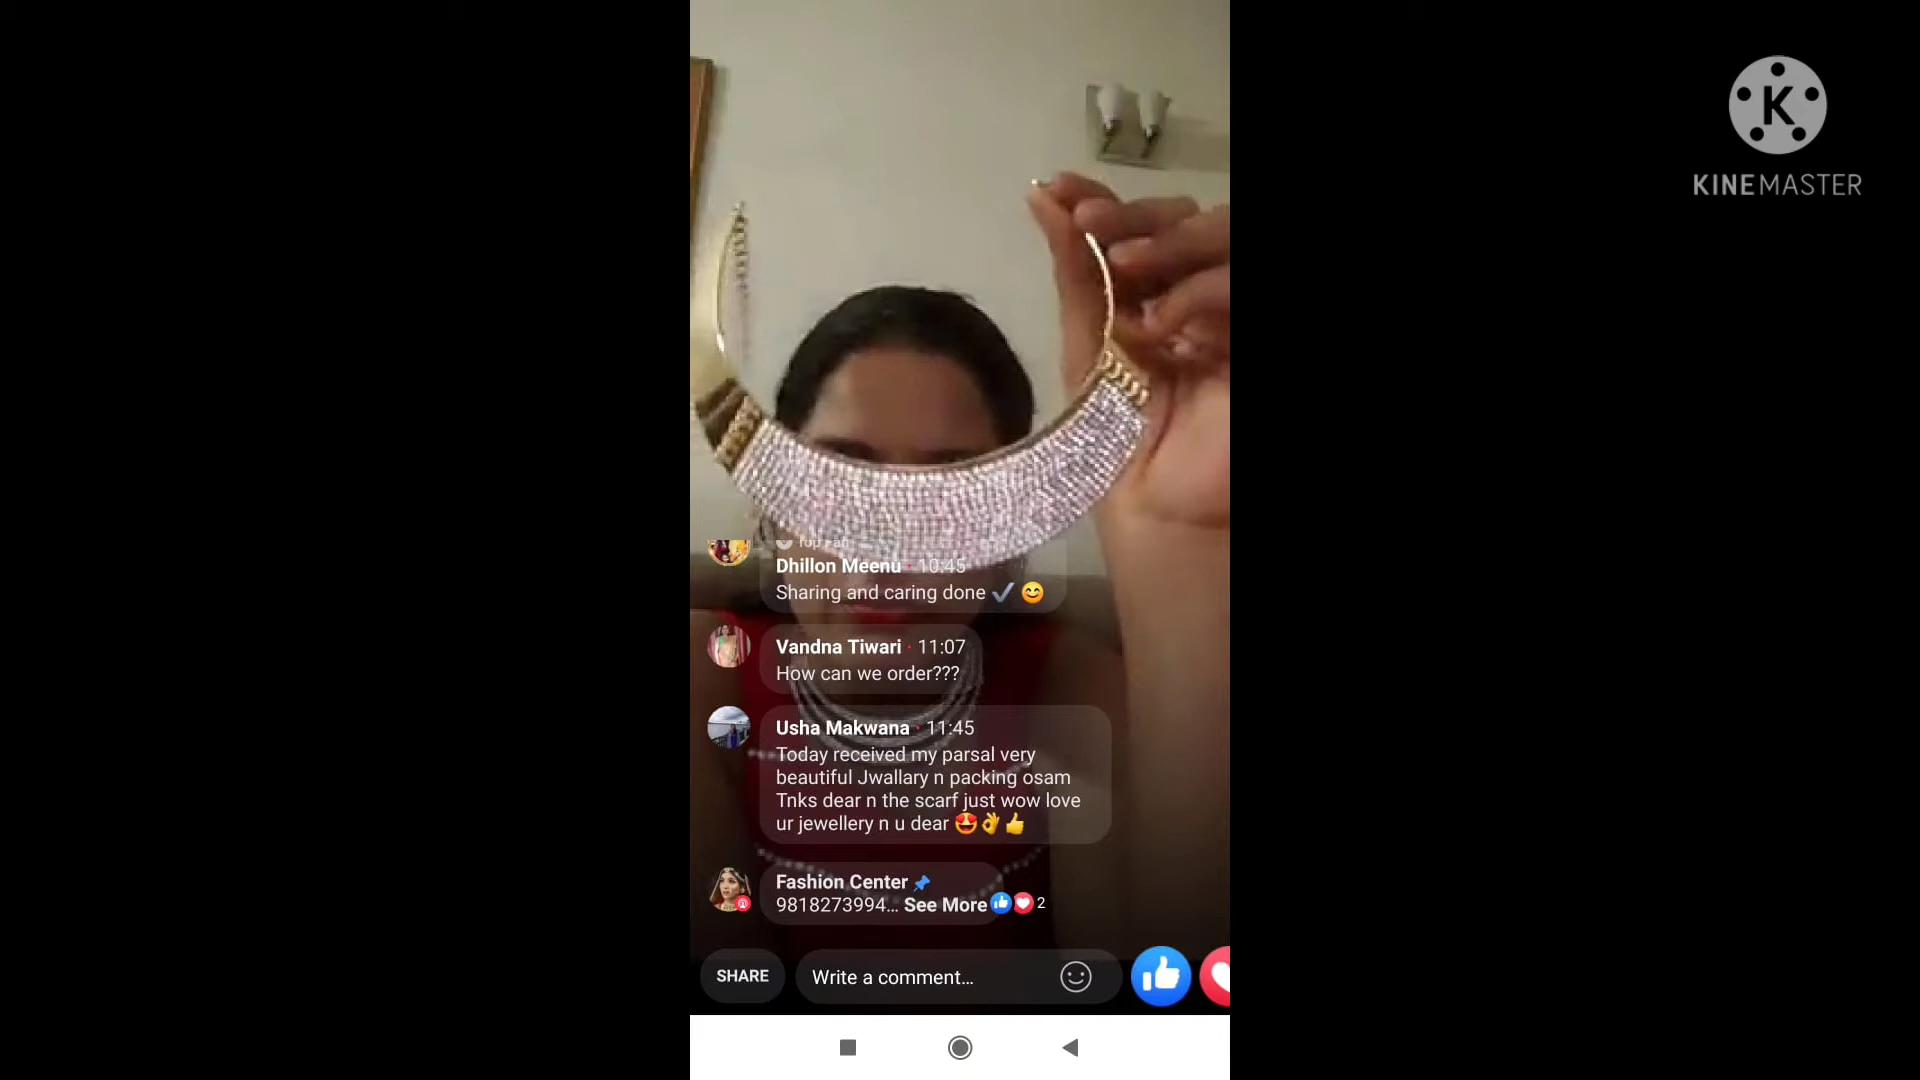 KINEMASTER
Top Fan
Dhillon Meenu · 10:45
Sharing and caring done ✔️ 😊
Vandna Tiwari · 11:07
How can we order???
Usha Makwana · 11:45
Today received my parsal very
beautiful Jwallary n packing osam
Tnks dear n the scarf just wow love
ur jewellery n u dear 🤩👌👍
Fashion Center 📌
9818273994... See More 2
SHARE
Write a comment...